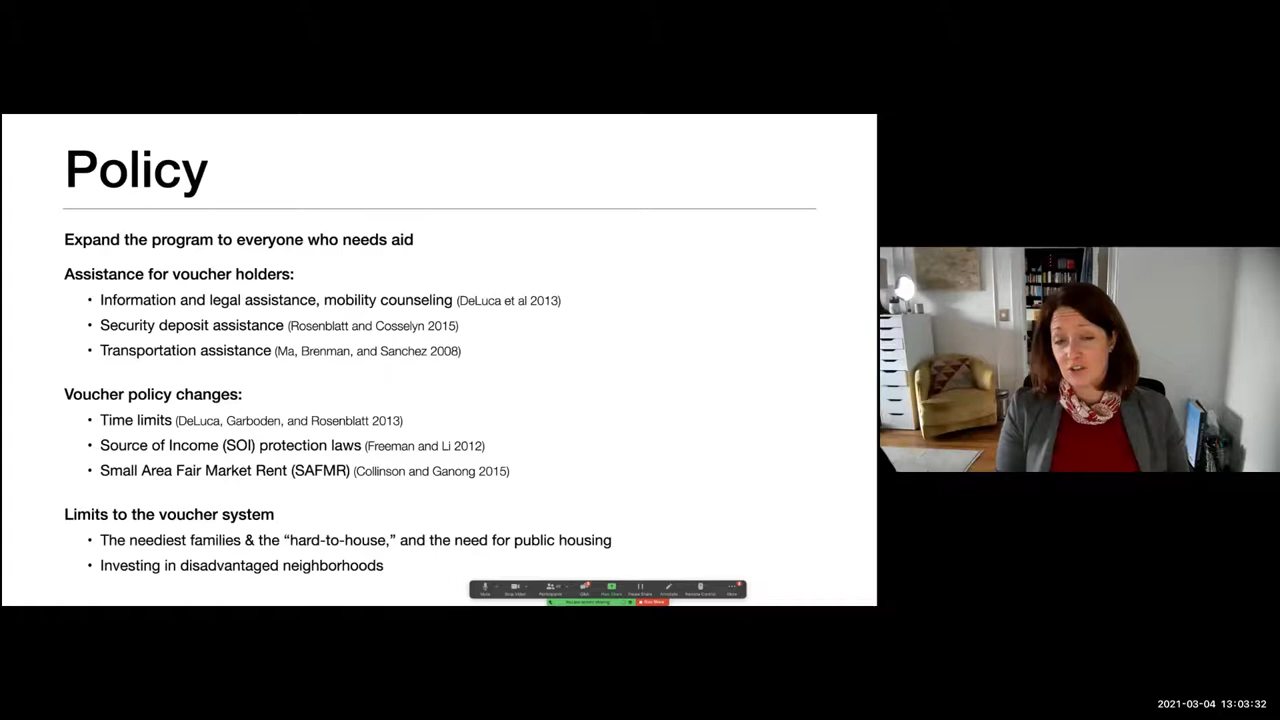 Policy
Expand the program to everyone who needs aid
Assistance for voucher holders:
• Information and legal assistance, mobility counseling (DeLuca et al 2013)
• Security deposit assistance (Rosenblatt and Cosselyn 2015)
• Transportation assistance (Ma, Brenman, and Sanchez 2008)
Voucher policy changes:
• Time limits (DeLuca, Garboden, and Rosenblatt 2013)
• Source of Income (SOI) protection laws (Freeman and Li 2012)
• Small Area Fair Market Rent (SAFMR) (Collinson and Ganong 2015)
Limits to the voucher system
• The neediest families & the “hard-to-house,” and the need for public housing
• Investing in disadvantaged neighborhoods
2021-03-04 13:03:32